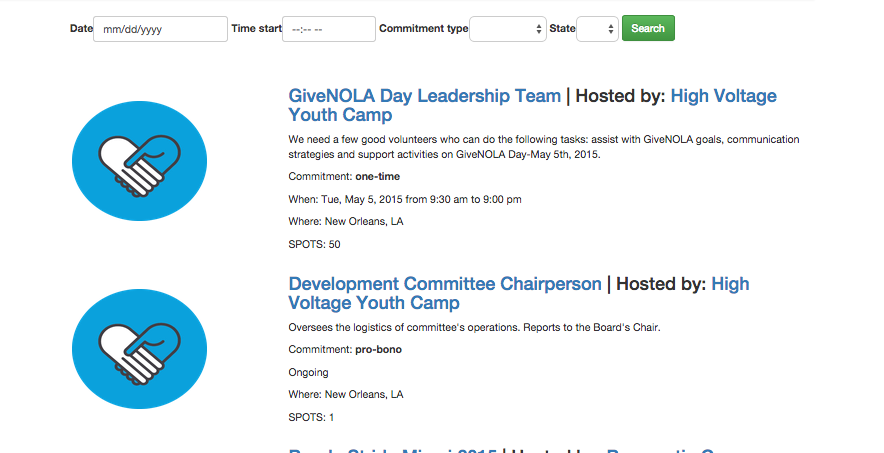 Date mm/dd/yyyy Time start --:-- -- Commitment type State Search
GiveNOLA Day Leadership Team | Hosted by: High Voltage
Youth Camp
We need a few good volunteers who can do the following tasks: assist with GiveNOLA goals, communication
strategies and support activities on GiveNOLA Day-May 5th, 2015.
Commitment: one-time
When: Tue, May 5, 2015 from 9:30 am to 9:00 pm
Where: New Orleans, LA
SPOTS: 50
Development Committee Chairperson | Hosted by: High
Voltage Youth Camp
Oversees the logistics of committee's operations. Reports to the Board's Chair.
Commitment: pro-bono
Ongoing
Where: New Orleans, LA
SPOTS: 1